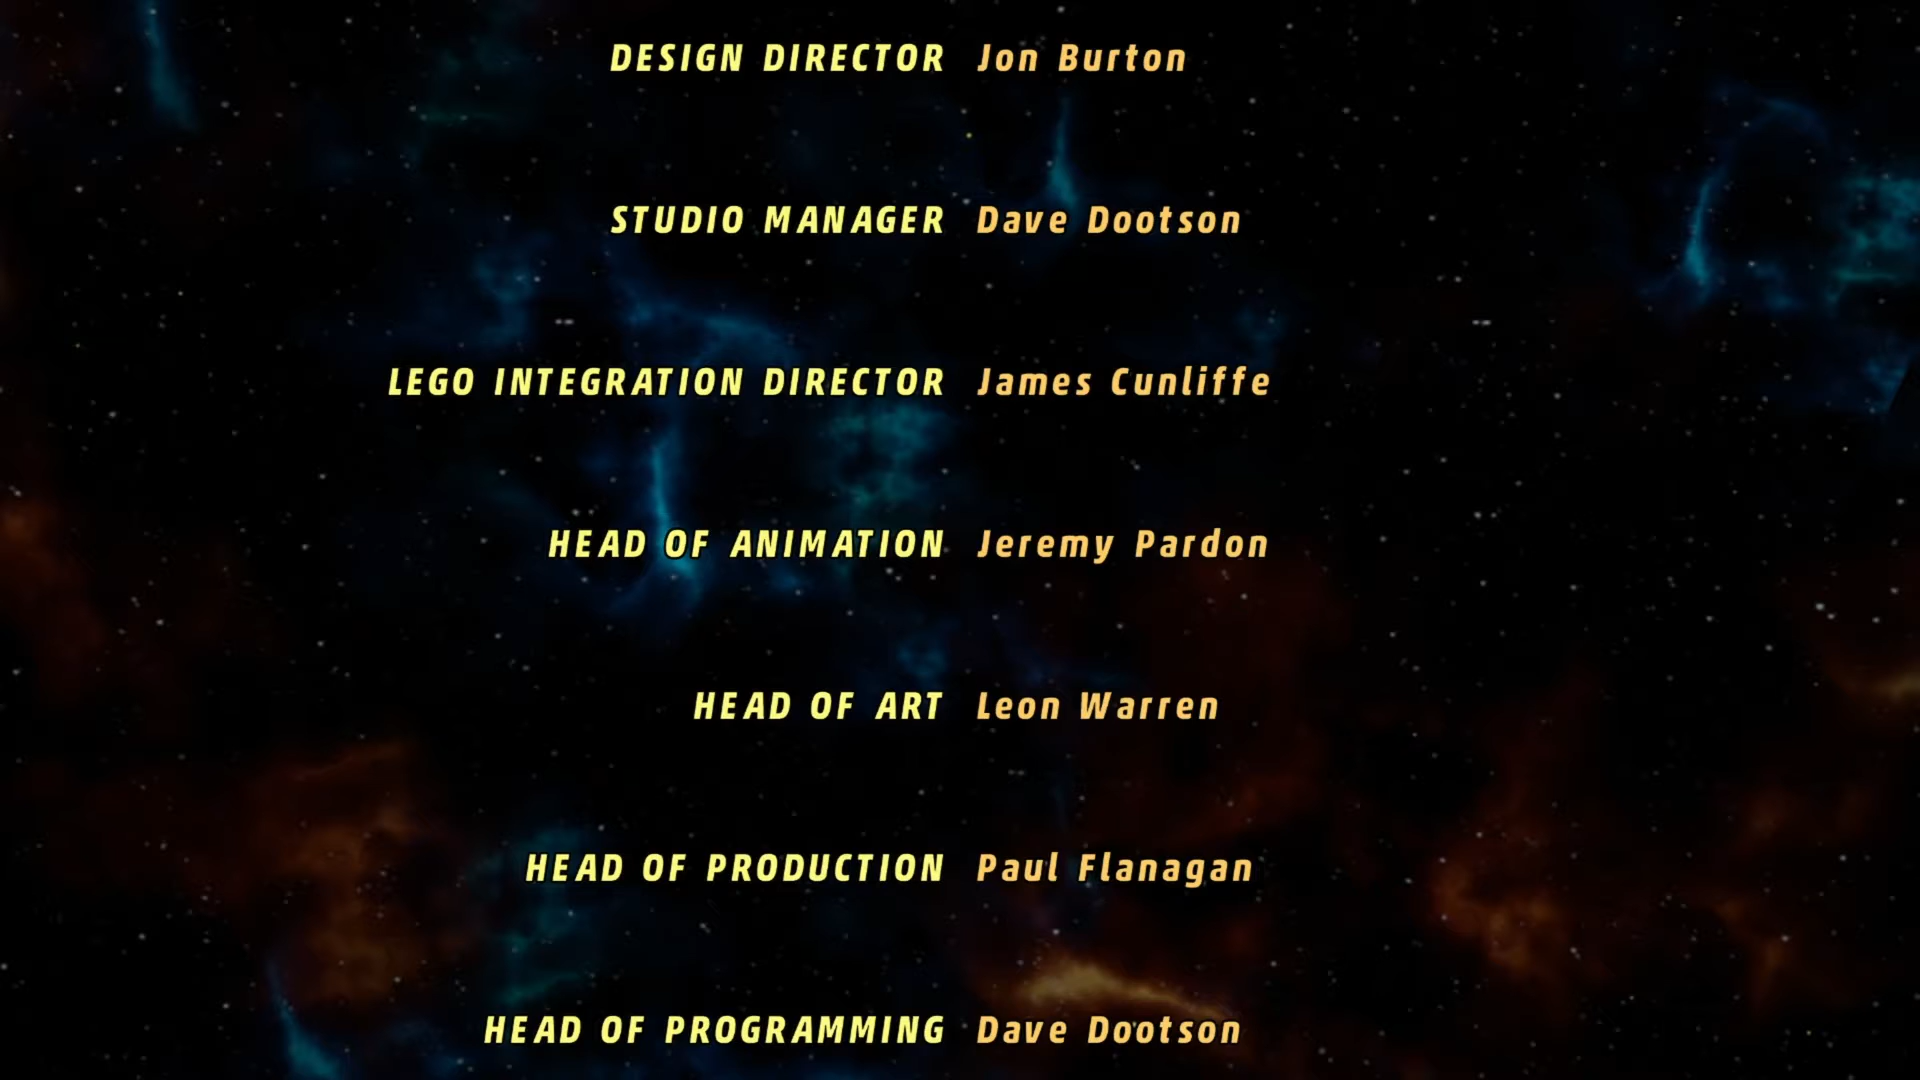 DESIGN DIRECTOR Jon Burton
STUDIO MANAGER Dave Dootson
LEGO INTEGRATION DIRECTOR James Cunliffe
HEAD OF ANIMATION Jeremy Pardon
HEAD OF ART Leon Warren
HEAD OF PRODUCTION Paul Flanagan
HEAD OF PROGRAMMING Dave Dootson